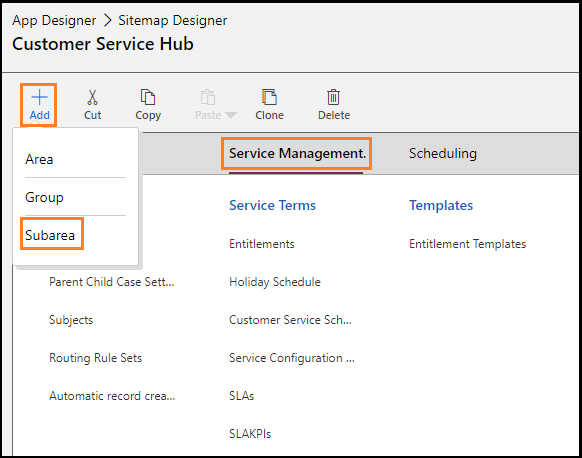 App Designer > Sitemap Designer
Customer Service Hub
Add Cut Copy Paste Clone Delete
Area
Group
Subarea
Service Management. Scheduling
Parent Child Case Sett...
Subjects
Routing Rule Sets
Automatic record crea...
Service Terms
Entitlements
Holiday Schedule
Customer Service Sch...
Service Configuration ...
SLAs
SLAKPIs
Templates
Entitlement Templates